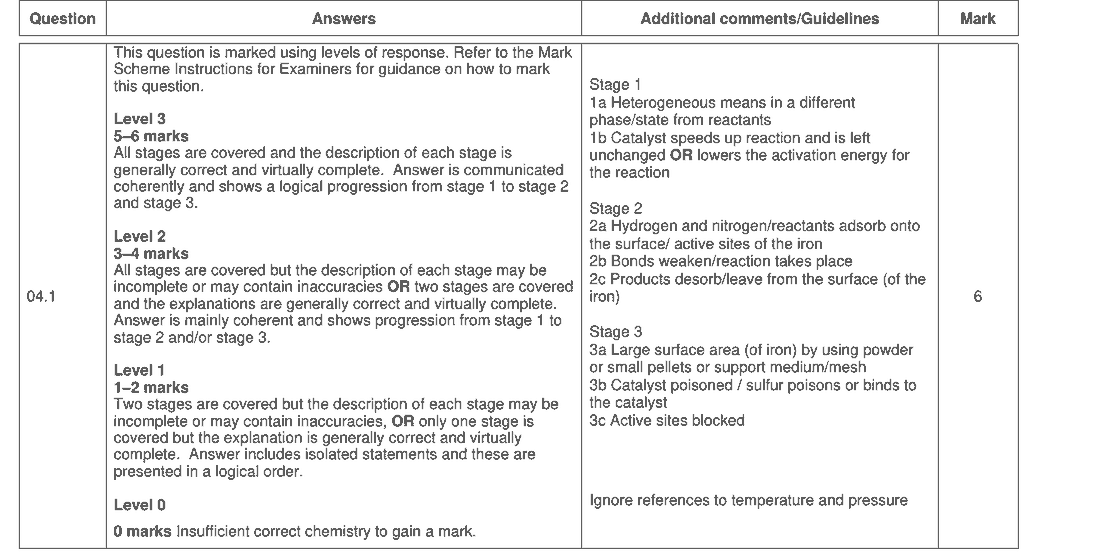 Question Answers Additional comments/Guidelines Mark
This question is marked using levels of response. Refer to the Mark
Scheme Instructions for Examiners for guidance on how to mark
this question.
Level 3
5–6 marks
All stages are covered and the description of each stage is
generally correct and virtually complete. Answer is communicated
coherently and shows a logical progression from stage 1 to stage 2
and stage 3.
Level 2
3–4 marks
All stages are covered but the description of each stage may be
incomplete or may contain inaccuracies OR two stages are covered
and the explanations are generally correct and virtually complete.
Answer is mainly coherent and shows progression from stage 1 to
stage 2 and/or stage 3.
Level 1
1–2 marks
Two stages are covered but the description of each stage may be
incomplete or may contain inaccuracies, OR only one stage is
covered but the explanation is generally correct and virtually
complete. Answer includes isolated statements and these are
presented in a logical order.
Level 0
0 marks Insufficient correct chemistry to gain a mark.
Stage 1
1a Heterogeneous means in a different
phase/state from reactants
1b Catalyst speeds up reaction and is left
unchanged OR lowers the activation energy for
the reaction
Stage 2
2a Hydrogen and nitrogen/reactants adsorb onto
the surface/ active sites of the iron
2b Bonds weaken/reaction takes place
2c Products desorb/leave from the surface (of the
iron)
Stage 3
3a Large surface area (of iron) by using powder
or small pellets or support medium/mesh
3b Catalyst poisoned / sulfur poisons or binds to
the catalyst
3c Active sites blocked
Ignore references to temperature and pressure
04.1
6